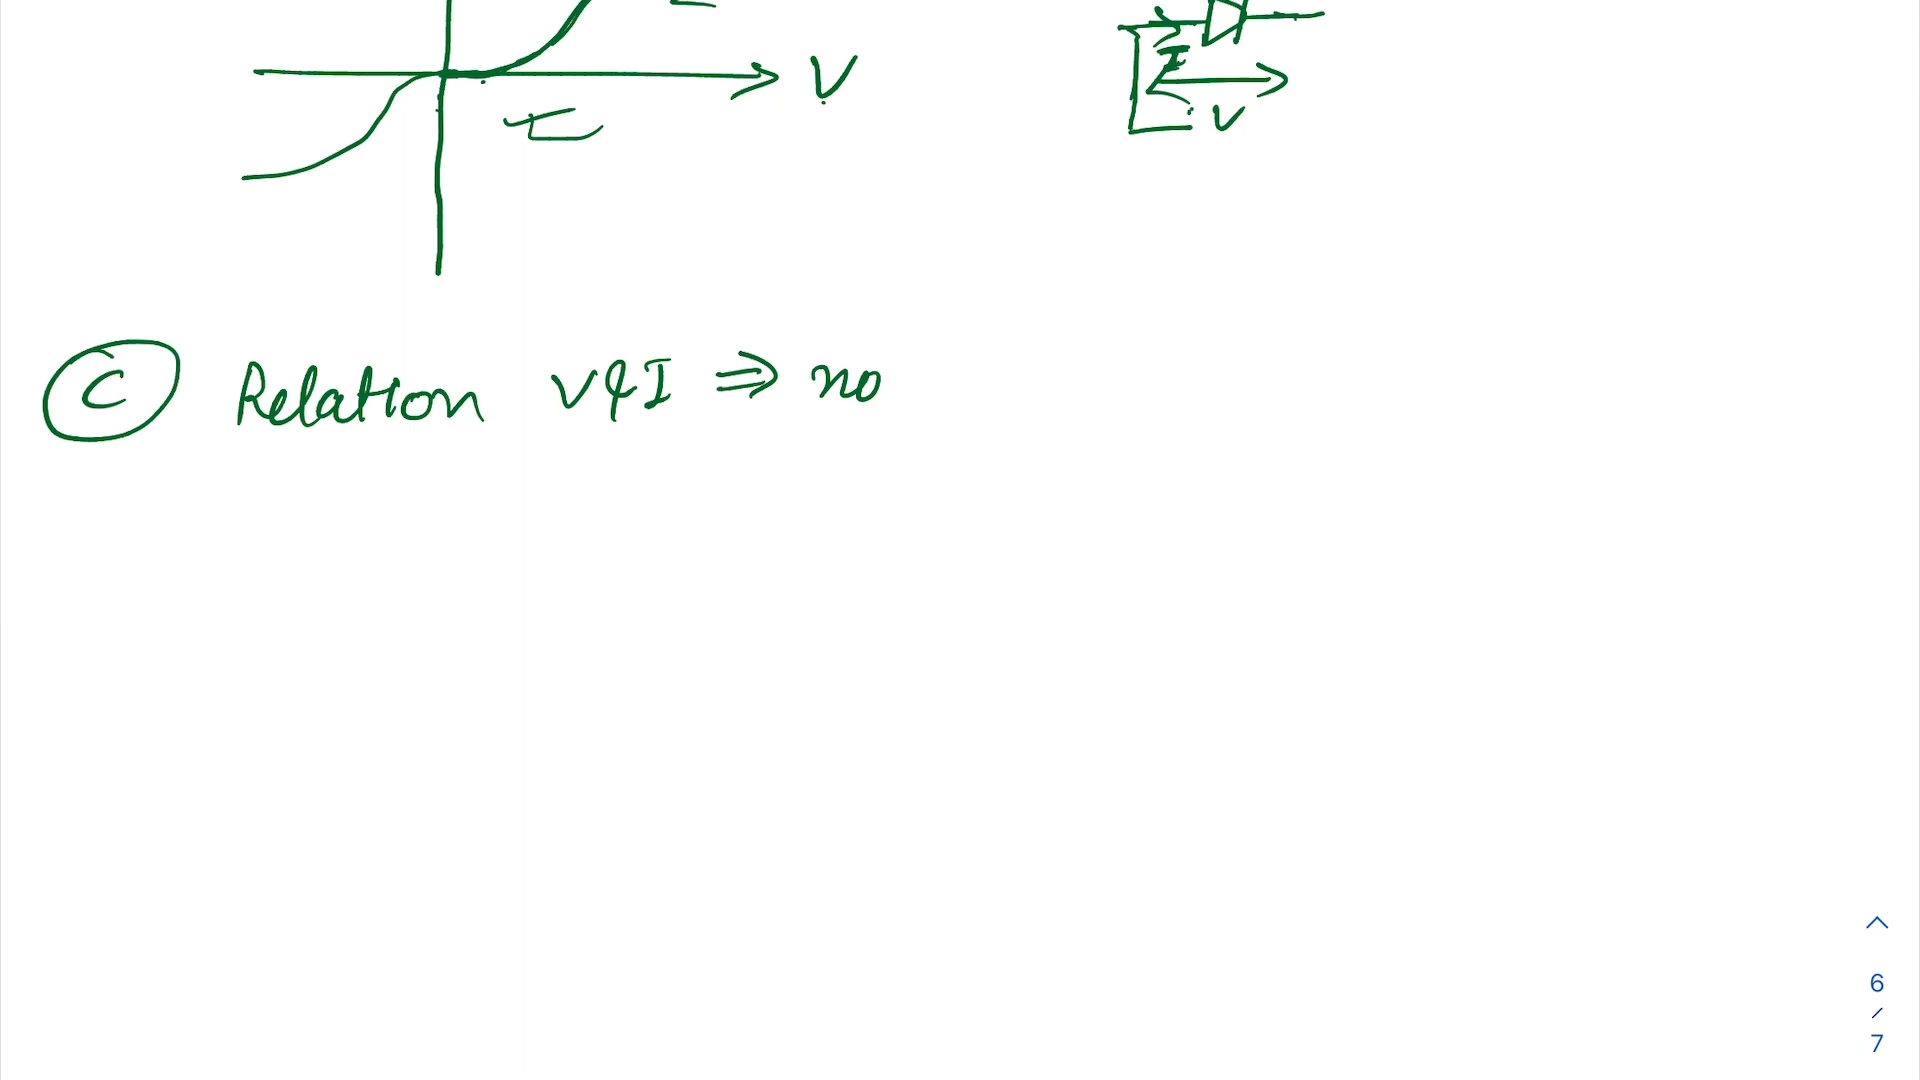 V
I
V
C Relation V & I ⇒ no
6
/
7